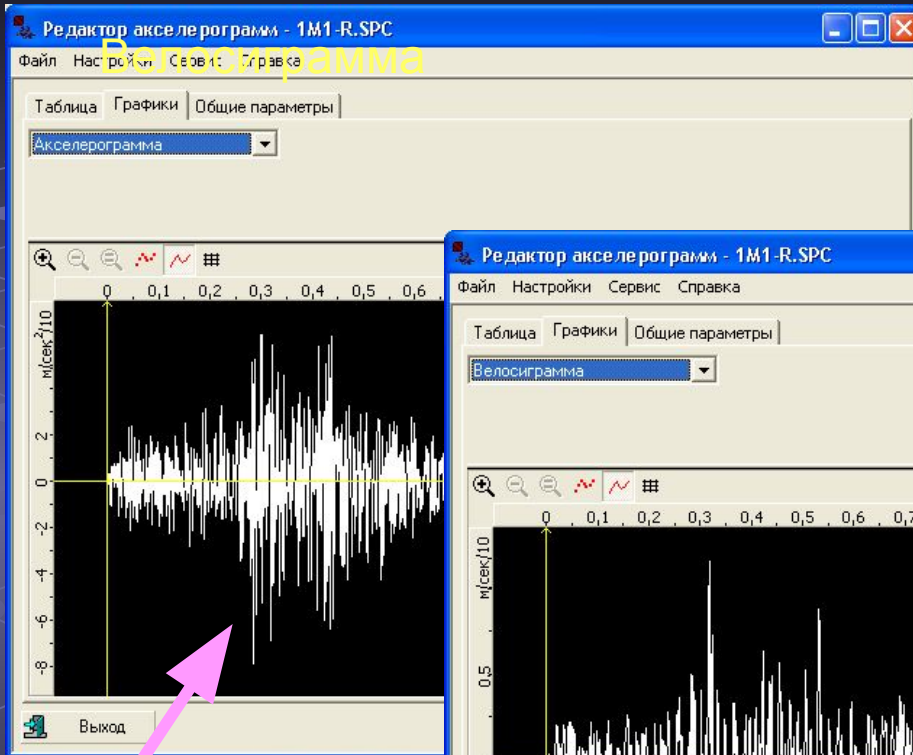 Редактор акселерограмм - 1M1-R.SPC
Велосиграмма
Файл Настройки Сервис Справка
Таблица Графики Общие параметры
Акселерограмма
0 0,1 0,2 0,3 0,4 0,5 0,6
м/сек²/10
2
0
-2
-4
-6
-8
Выход
Редактор акселерограмм - 1M1-R.SPC
Файл Настройки Сервис Справка
Таблица Графики Общие параметры
Велосиграмма
0 0,1 0,2 0,3 0,4 0,5 0,6 0,7
м/сек/10
0,5